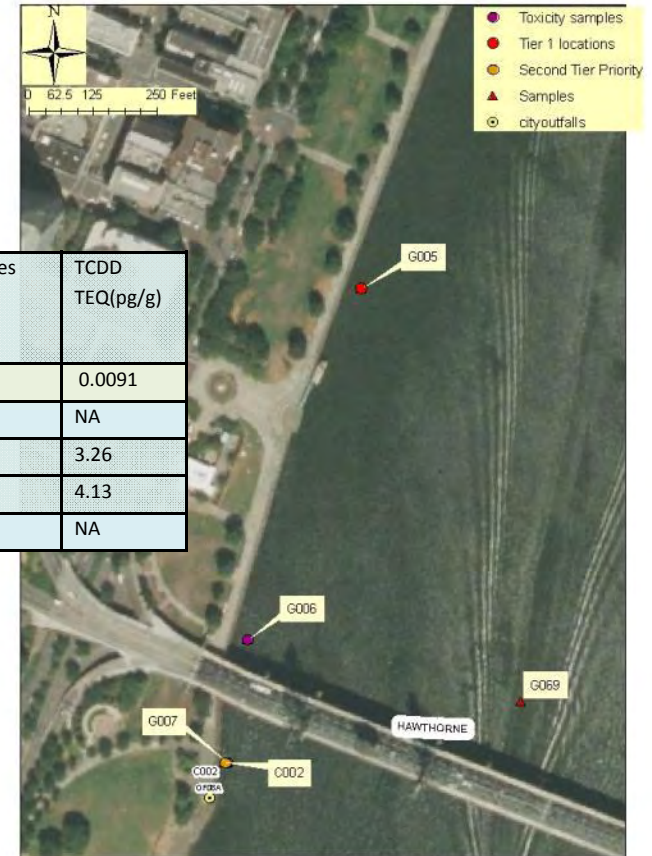 N
0 62.5 125 250 Feet
Toxicity samples
Tier 1 locations
Second Tier Priority
Samples
cityoutfalls
TCDD
TEQ(pg/g)
0.0091
NA
3.26
4.13
NA
G005
G006
G069
HAWTHORNE
G007
C002
C002